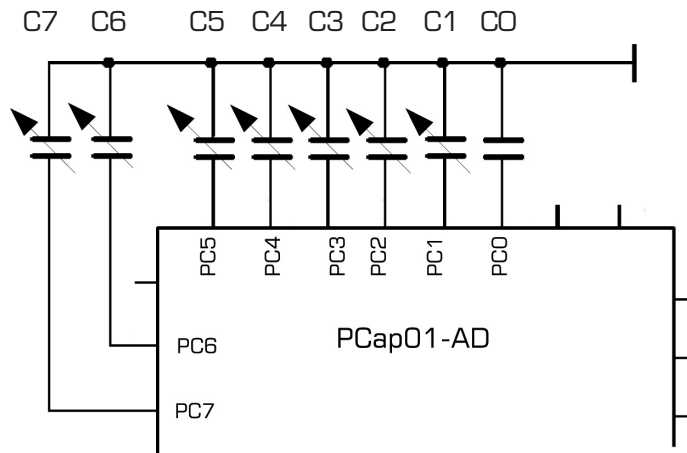 C7 C6 C5 C4 C3 C2 C1 C0
PC5 PC4 PC3 PC2 PC1 PC0
PCap01-AD
PC6
PC7